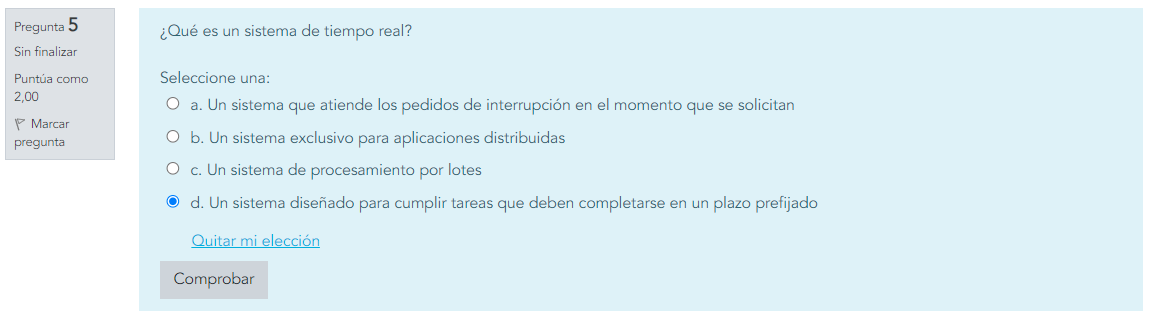 Pregunta 5
Sin finalizar
Puntúa como
2,00
Marcar
pregunta
¿Qué es un sistema de tiempo real?
Seleccione una:
a. Un sistema que atiende los pedidos de interrupción en el momento que se solicitan
b. Un sistema exclusivo para aplicaciones distribuidas
c. Un sistema de procesamiento por lotes
d. Un sistema diseñado para cumplir tareas que deben completarse en un plazo prefijado
Quitar mi elección
Comprobar